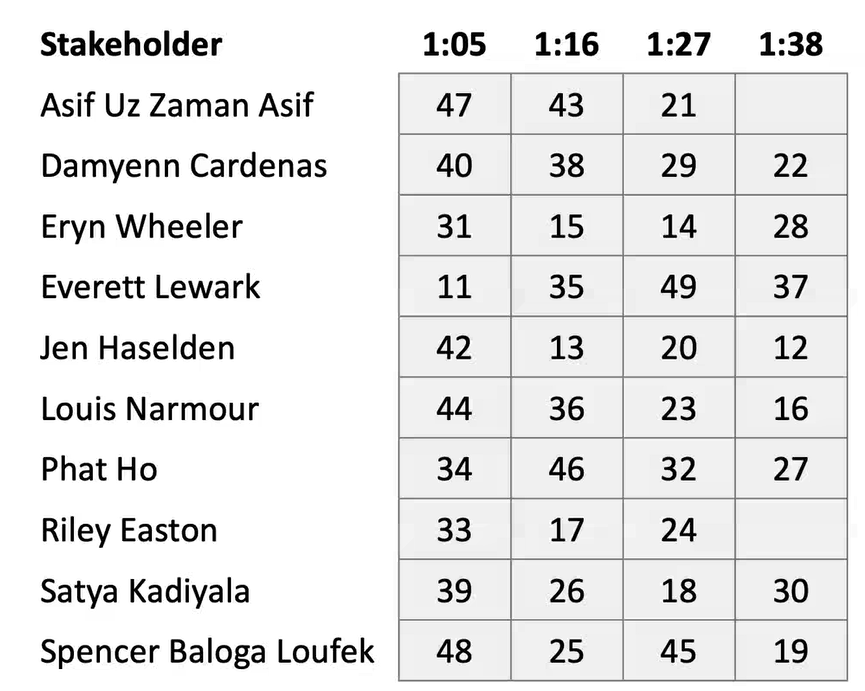 Stakeholder 1:05 1:16 1:27 1:38
Asif Uz Zaman Asif 47 43 21
Damyenn Cardenas 40 38 29 22
Eryn Wheeler 31 15 14 28
Everett Lewark 11 35 49 37
Jen Haselden 42 13 20 12
Louis Narmour 44 36 23 16
Phat Ho 34 46 32 27
Riley Easton 33 17 24
Satya Kadiyala 39 26 18 30
Spencer Baloga Loufek 48 25 45 19